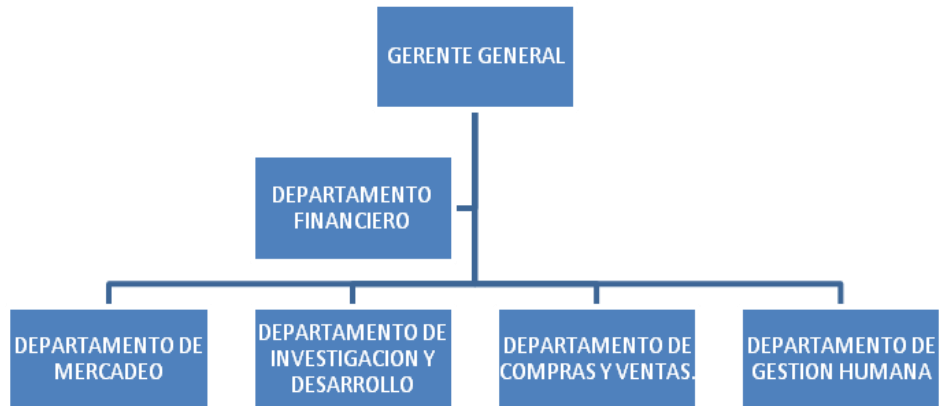 GERENTE GENERAL
DEPARTAMENTO
FINANCIERO
DEPARTAMENTO DE
MERCADEO
DEPARTAMENTO DE
INVESTIGACION Y
DESARROLLO
DEPARTAMENTO DE
COMPRAS Y VENTAS.
DEPARTAMENTO DE
GESTION HUMANA